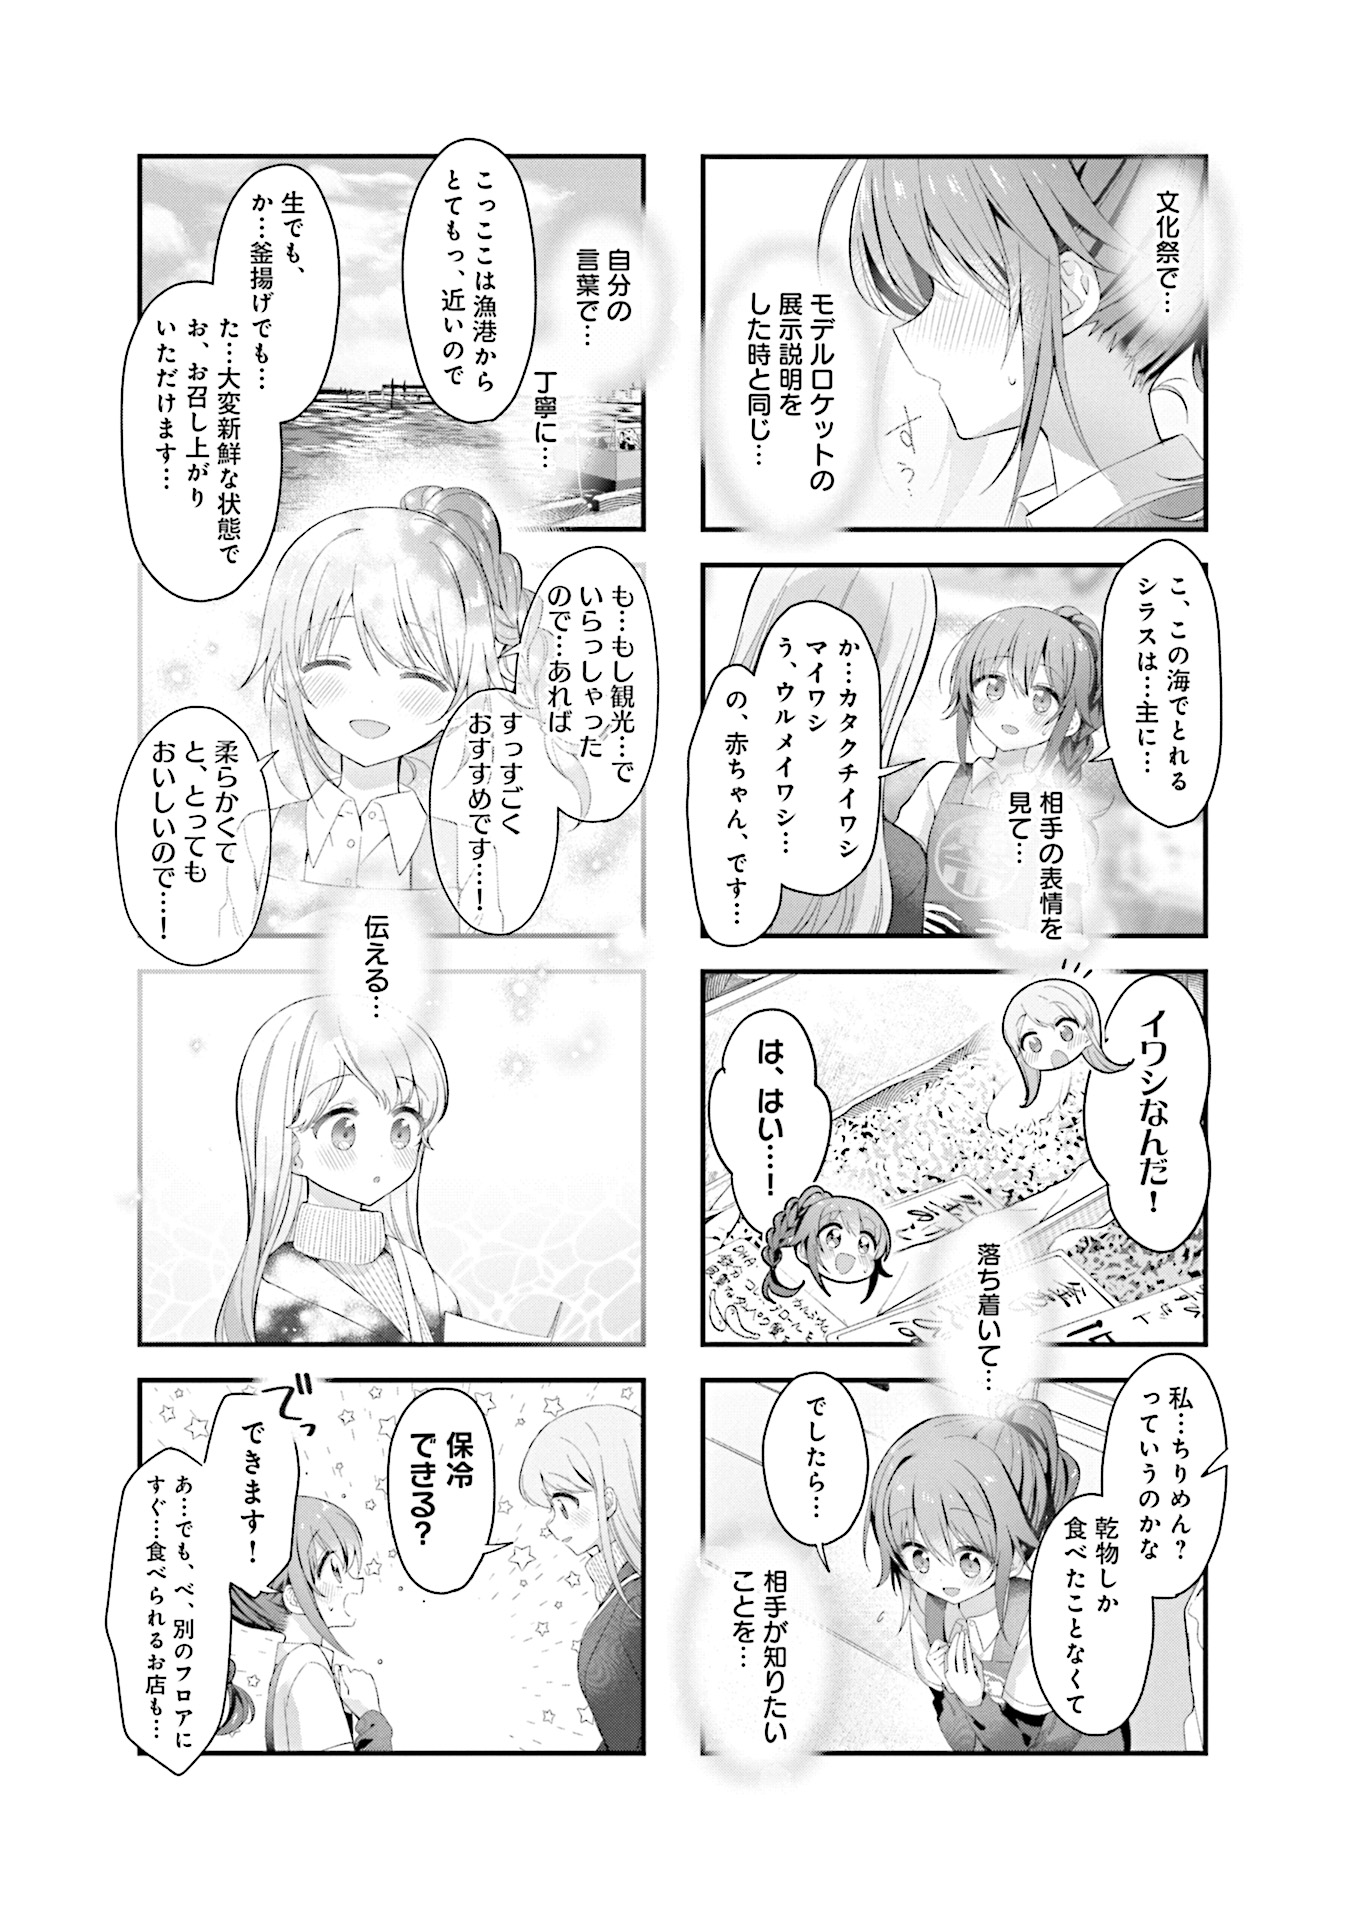 文化祭で…
モデルロケットの
展示説明を
した時と同じ…
すぅ…
こ、この海でとれる
シラスは…主に…
か…カタクチイワシ
マイワシ
う、ウルメイワシ…
の、赤ちゃん、です…
相手の表情を
見て…
イワシなんだ！
は、はい…！
落ち着いて…
私…ちりめん？
っていうのかな
乾物しか
食べたことなくて
でしたら…
相手が知りたい
ことを…
こっここは漁港から
とてもっ、近いので
自分の
言葉で…
丁寧に…
生でも、
か…釜揚げでも…
た…大変新鮮な状態で
お、お召し上がり
いただけます…
も…もし観光…で
いらっしゃった
ので…あれば
すっすごく
おすすめです…！
柔らかくて
と、とっても
おいしいので…！
伝える…
保冷
できる？
でっ
できます！
あ…でも、べ、別のフロアに
すぐ…食べられるお店も…